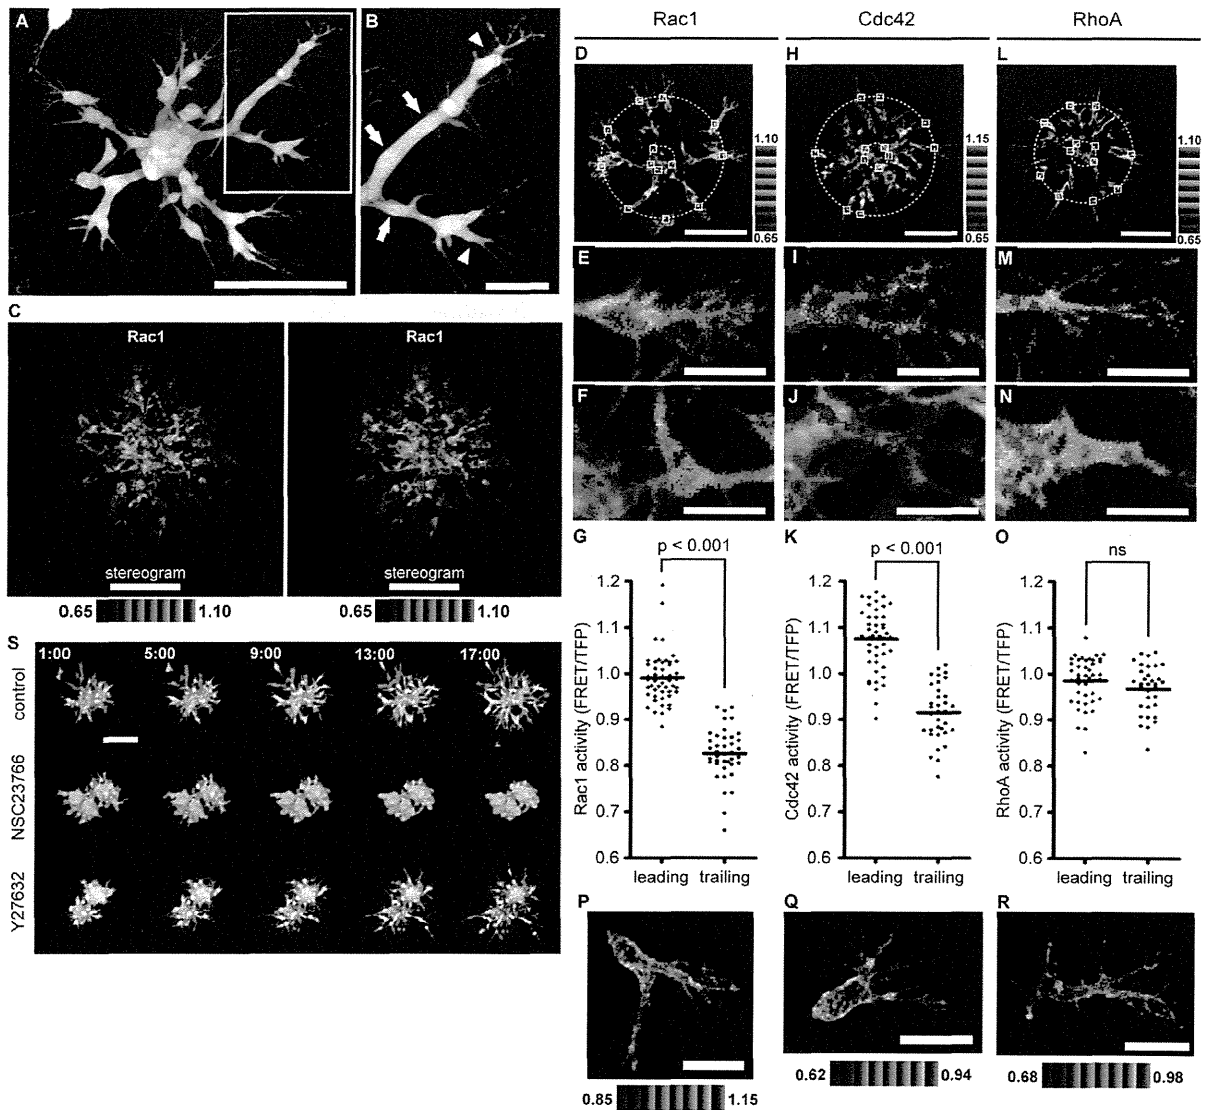 Rac1
Cdc42
RhoA
A
B
D
H
L
1.10
0.65
1.15
0.65
1.10
0.65
E
I
M
C
Rac1
Rac1
stereogram
stereogram
0.65
1.10
0.65
1.10
F
J
N
G
p < 0.001
K
p < 0.001
O
ns
Rac1 activity (FRET/TFP)
1.2
1.1
1.0
0.9
0.8
0.7
0.6
leading
trailing
Cdc42 activity (FRET/TFP)
1.2
1.1
1.0
0.9
0.8
0.7
0.6
leading
trailing
RhoA activity (FRET/TFP)
1.2
1.1
1.0
0.9
0.8
0.7
0.6
leading
trailing
S
1:00
5:00
9:00
13:00
17:00
control
NSC23766
Y27632
P
Q
R
0.85
1.15
0.62
0.94
0.68
0.98